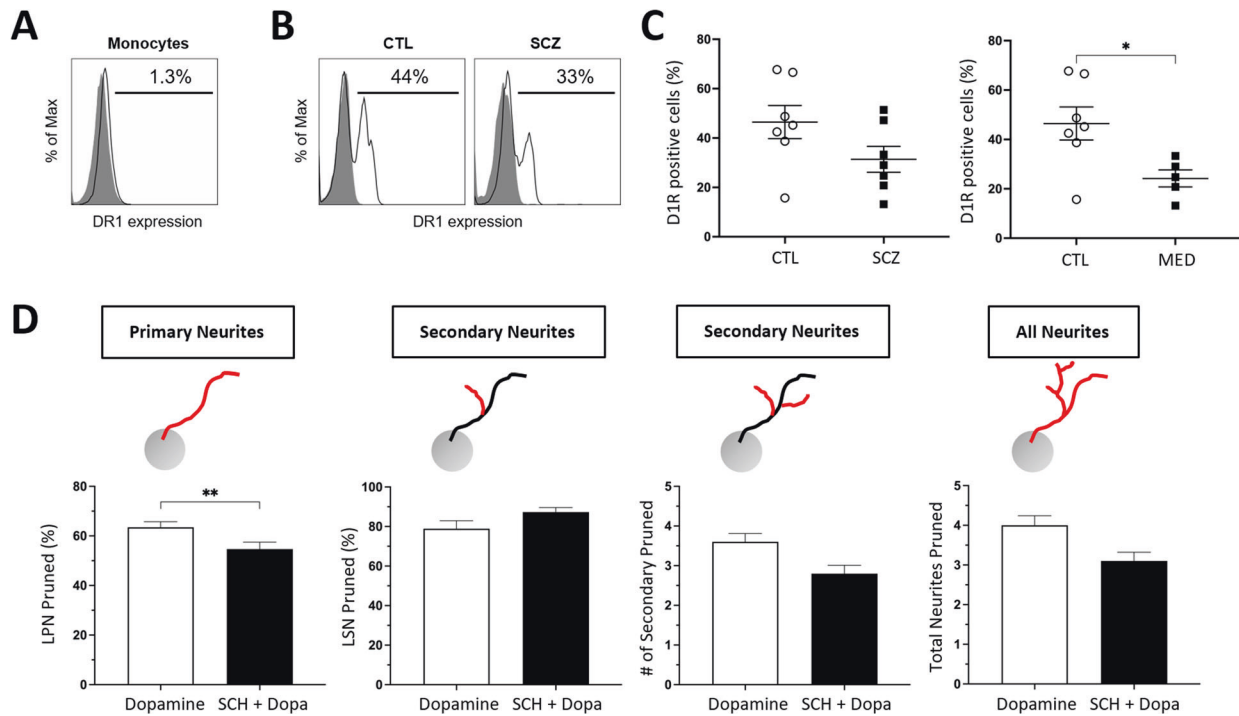 A
Monocytes
1.3%
% of Max
DR1 expression
B
CTL
SCZ
44%
33%
% of Max
DR1 expression
DR1 expression
C
80
60
40
20
0
D1R positive cells (%)
CTL
SCZ
80
60
40
20
0
D1R positive cells (%)
*
CTL
MED
D
Primary Neurites
Secondary Neurites
Secondary Neurites
All Neurites
80
60
40
20
0
LPN Pruned (%)
**
Dopamine
SCH + Dopa
100
80
60
40
20
0
LSN Pruned (%)
Dopamine
SCH + Dopa
5
4
3
2
1
0
# of Secondary Pruned
Dopamine
SCH + Dopa
5
4
3
2
1
0
Total Neurites Pruned
Dopamine
SCH + Dopa